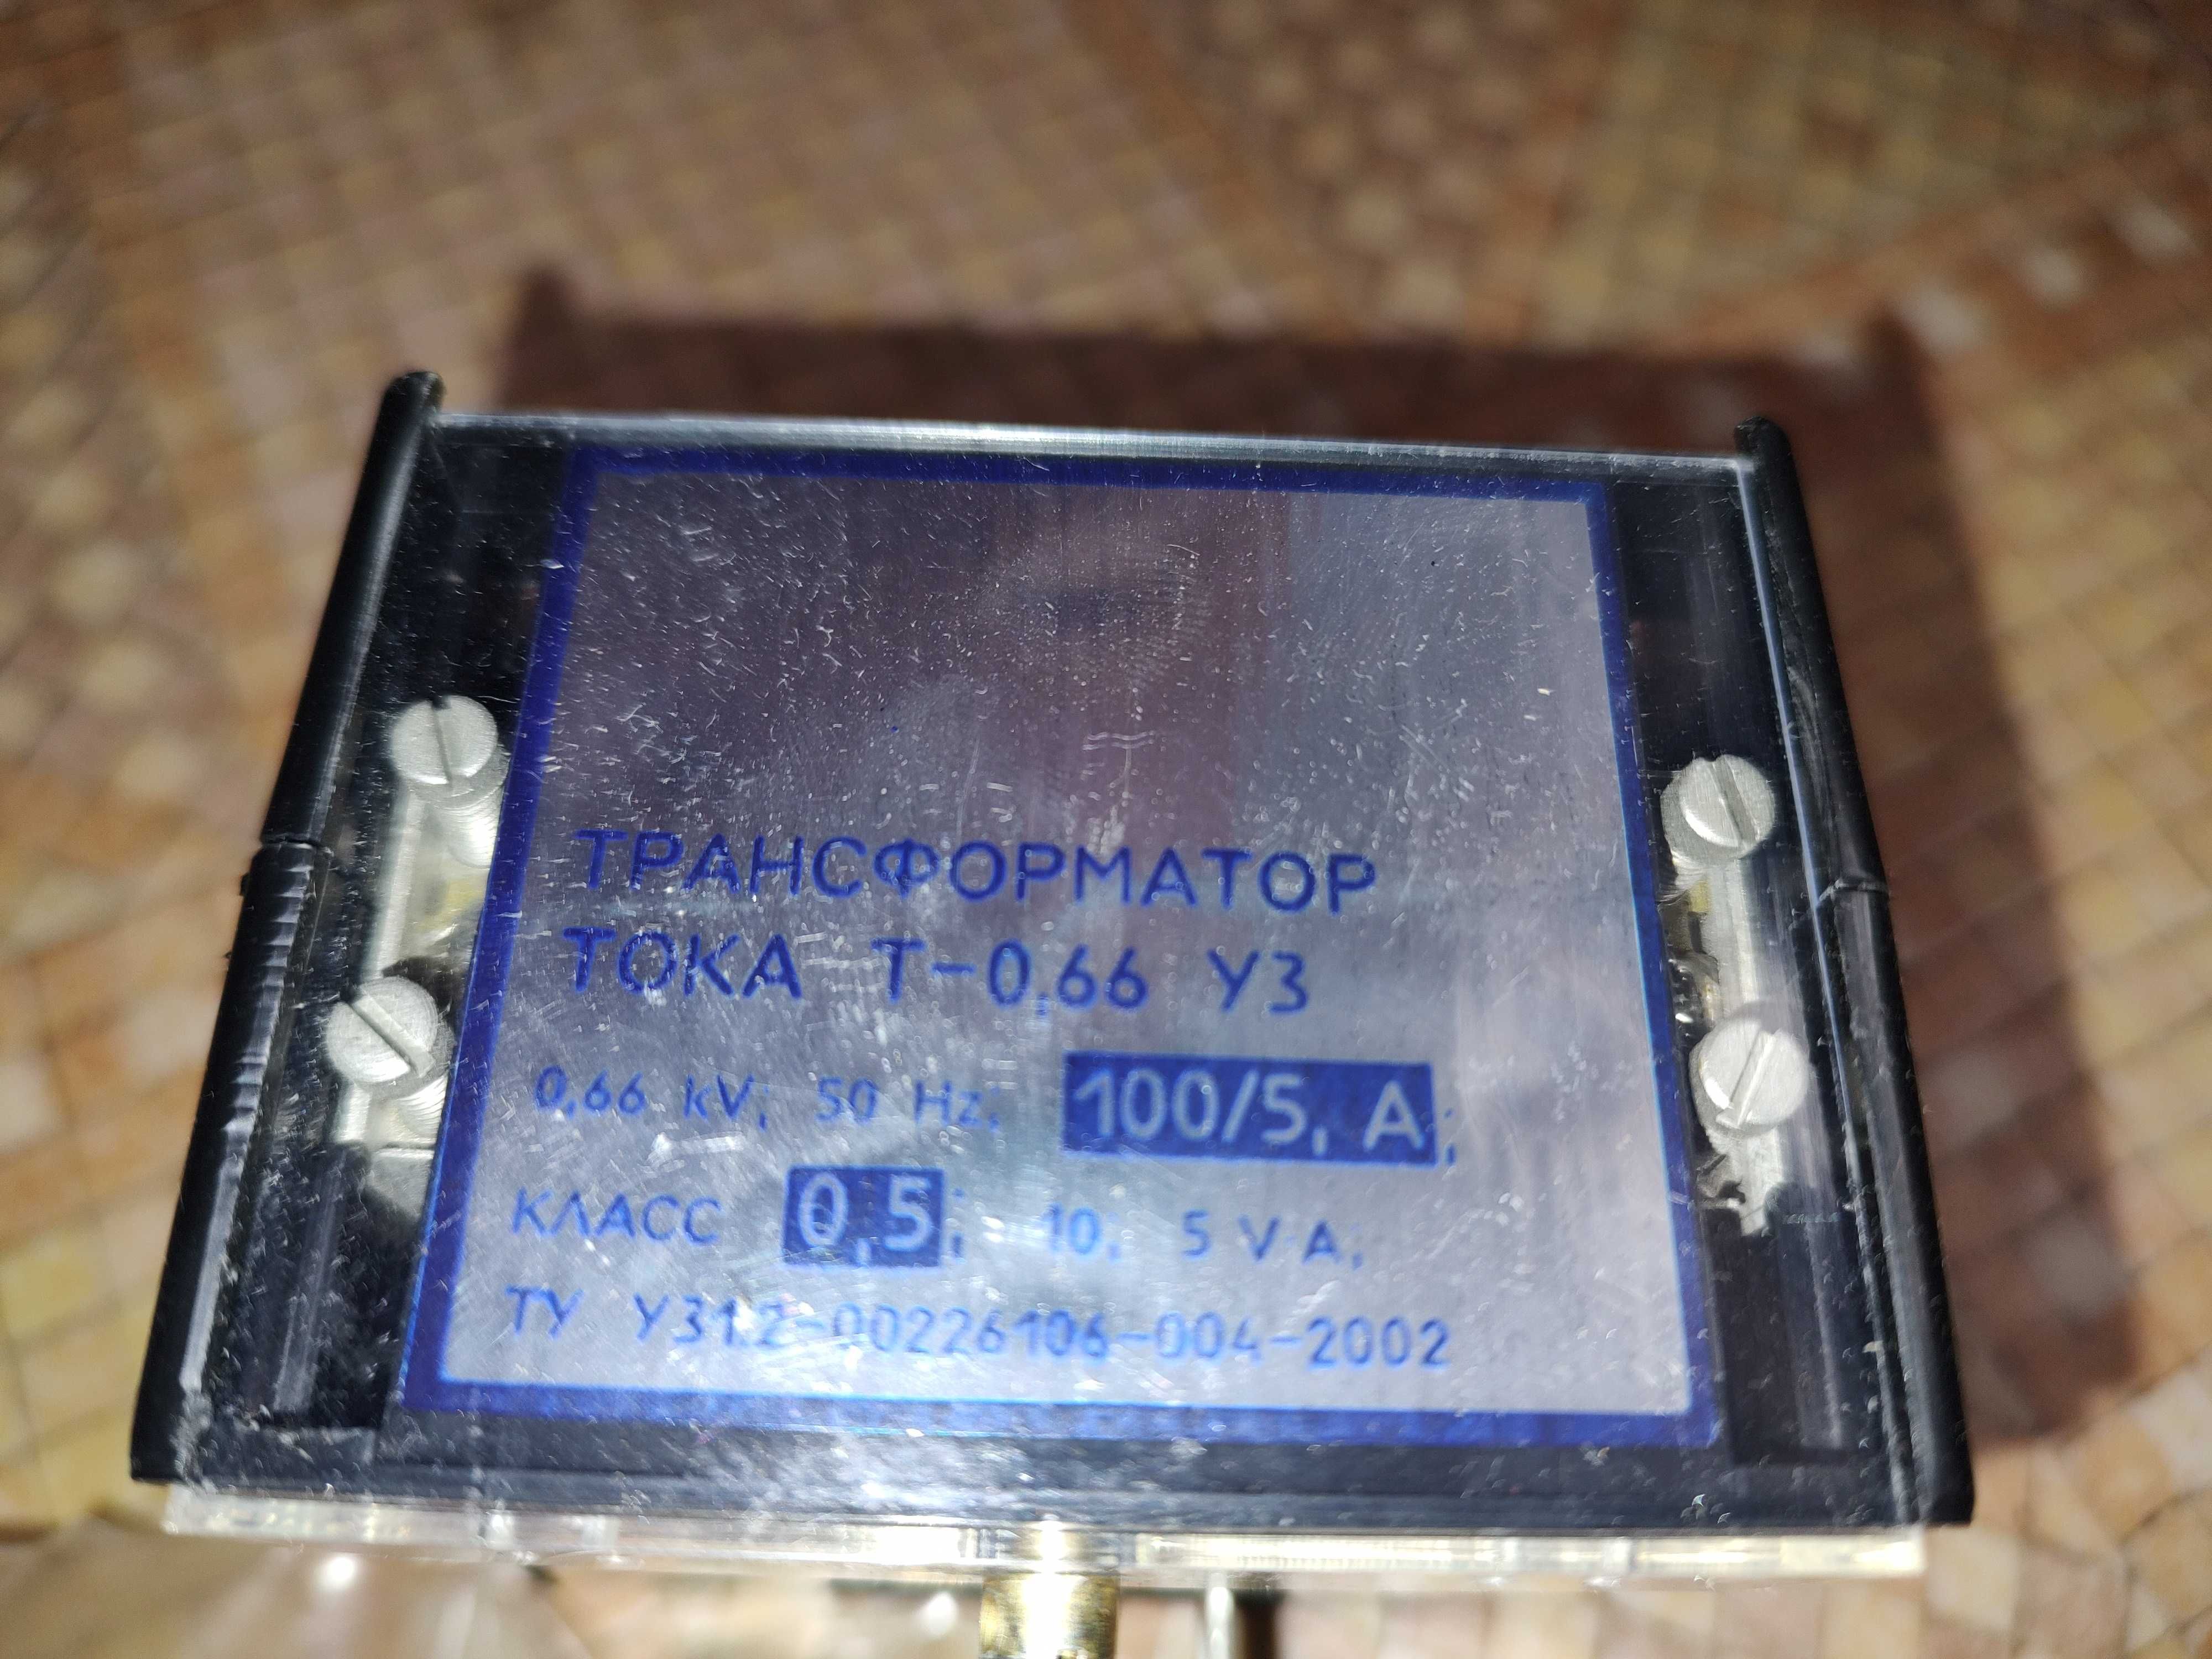 ТРАНСФОРМАТОР
ТОКА Т-0,66 У3
0,66 kV; 50 Hz; 100/5, А;
КЛАСС 0,5; 10; 5 V·A;
ТУ У31.2-00226106-004-2002